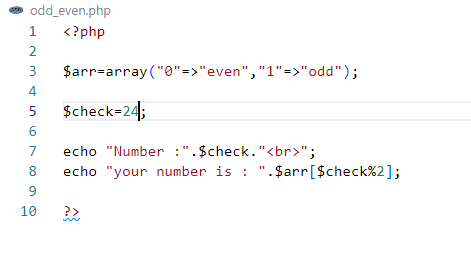 odd_even.php
1 <?php
2
3 $arr=array("0"=>"even","1"=>"odd");
4
5 $check=24;
6
7 echo "Number :".$check."<br>";
8 echo "your number is : ".$arr[$check%2];
9
10 ?>